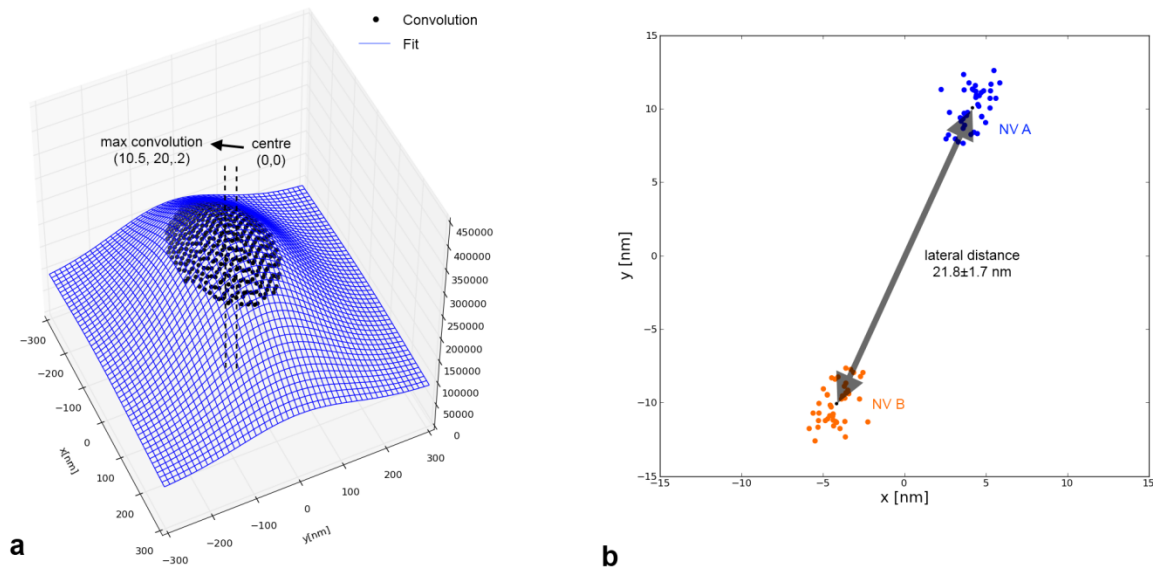 Convolution
Fit
max convolution
(10.5, 20,.2)
centre
(0,0)
450000
400000
350000
300000
250000
200000
150000
100000
50000
0
−300
−200
−100
0
100
200
300
x[nm]
−300
−200
−100
0
100
200
300
y[nm]
a
15
10
5
0
−5
−10
−15
y [nm]
NV A
lateral distance
21.8±1.7 nm
NV B
−15
−10
−5
0
5
10
15
x [nm]
b